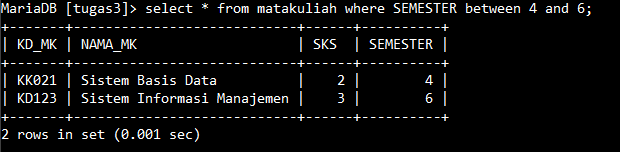 MariaDB [tugas3]> select * from matakuliah where SEMESTER between 4 and 6;
+-------+----------------------------+------+----------+
| KD_MK | NAMA_MK                    | SKS  | SEMESTER |
+-------+----------------------------+------+----------+
| KK021 | Sistem Basis Data          |    2 |        4 |
| KD123 | Sistem Informasi Manajemen |    3 |        6 |
+-------+----------------------------+------+----------+
2 rows in set (0.001 sec)